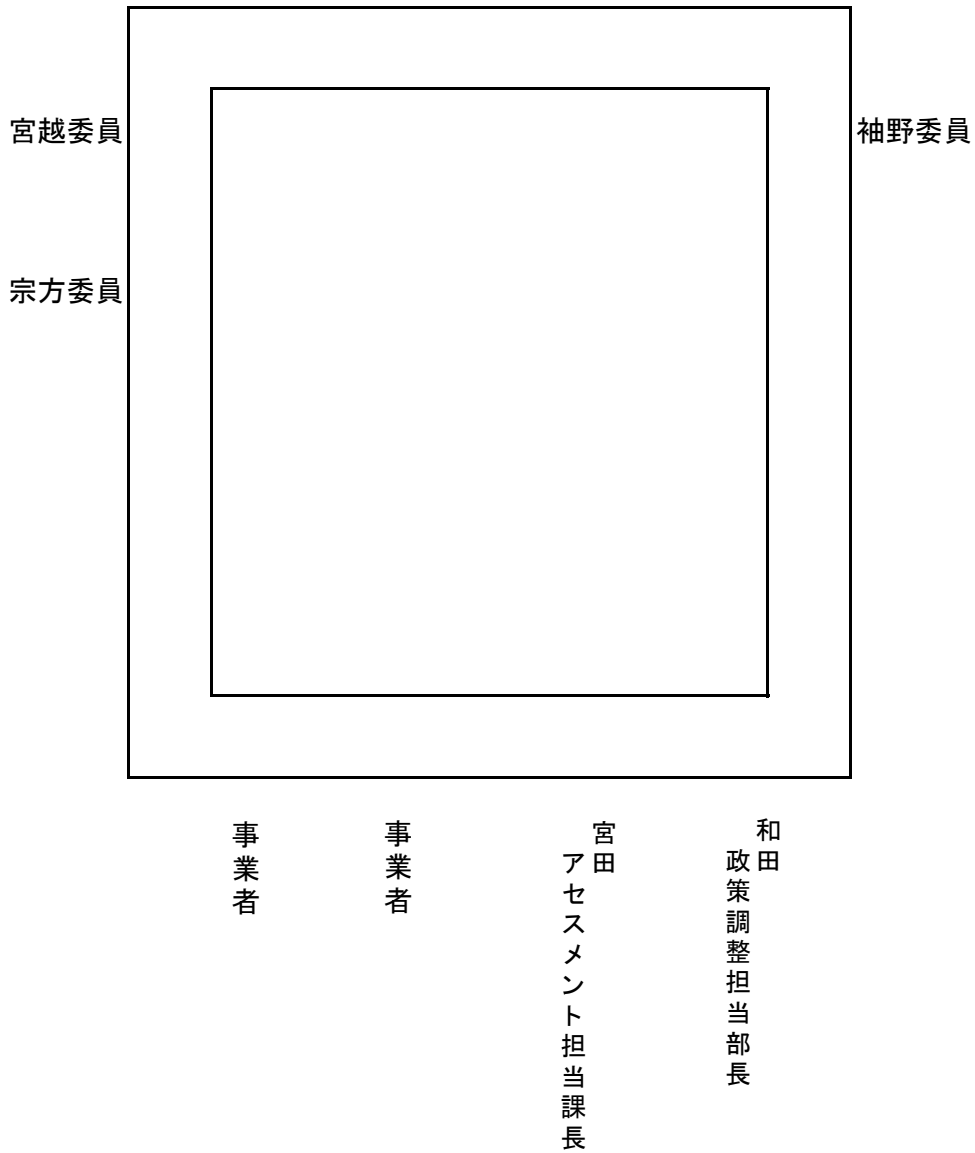 宮越委員
袖野委員
宗方委員
事業者
事業者
宮田
アセスメント担当課長
和田
政策調整担当部長